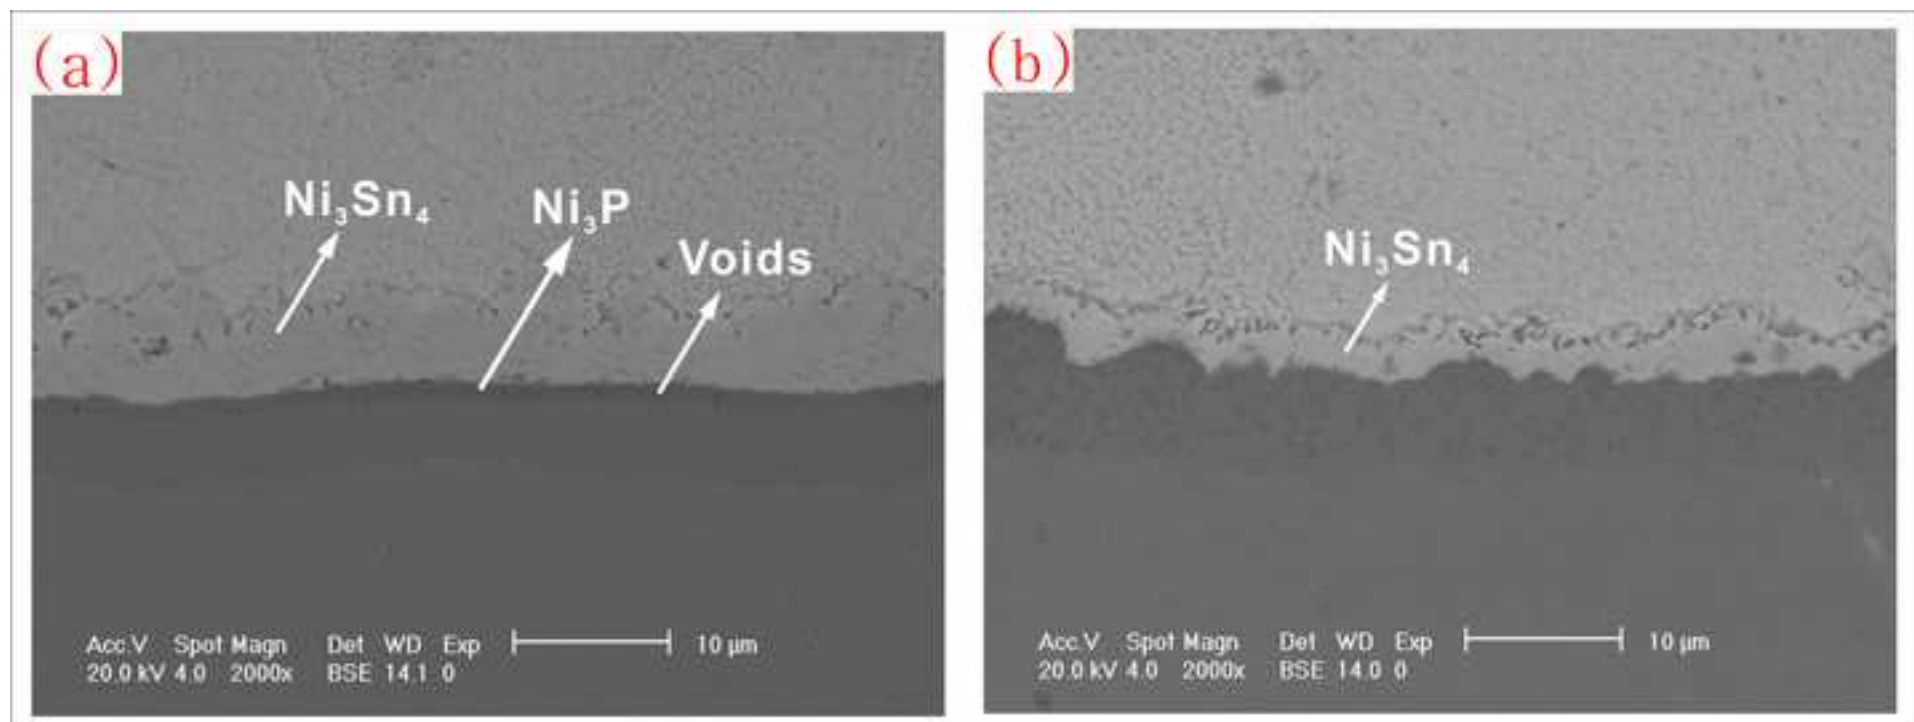 (a)
Ni₃Sn₄
Ni₃P
Voids
Acc.V Spot Magn Det WD Exp
20.0 kV 4.0 2000x BSE 14.1 0
10 μm
(b)
Ni₃Sn₄
Acc.V Spot Magn Det WD Exp
20.0 kV 4.0 2000x BSE 14.0 0
10 μm